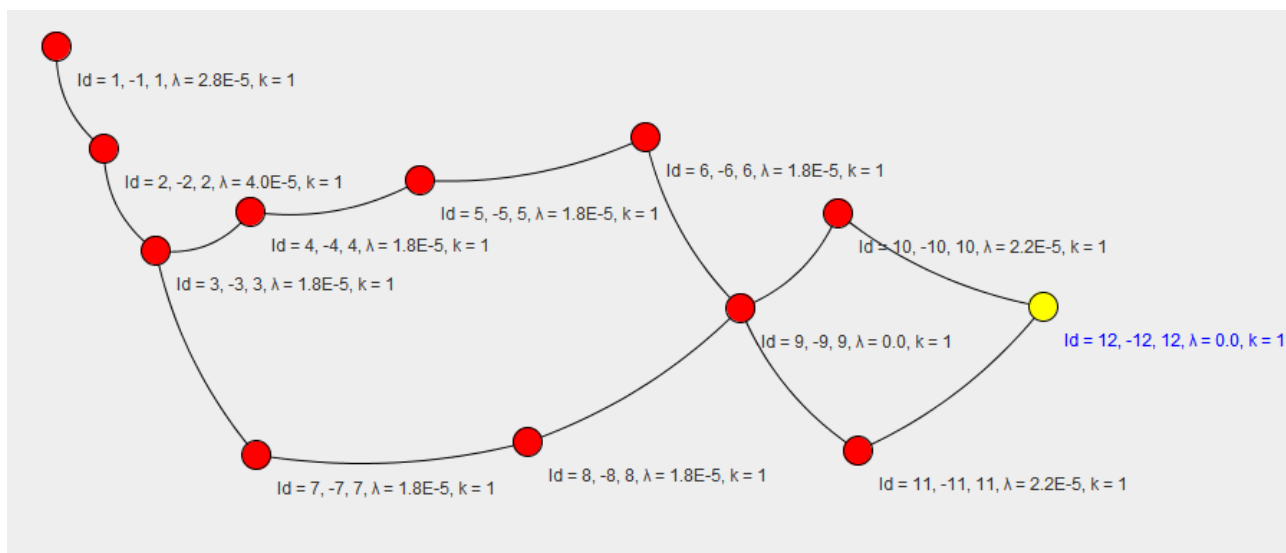 Id = 1, -1, 1, λ = 2.8E-5, k = 1
Id = 2, -2, 2, λ = 4.0E-5, k = 1
Id = 3, -3, 3, λ = 1.8E-5, k = 1
Id = 4, -4, 4, λ = 1.8E-5, k = 1
Id = 5, -5, 5, λ = 1.8E-5, k = 1
Id = 6, -6, 6, λ = 1.8E-5, k = 1
Id = 7, -7, 7, λ = 1.8E-5, k = 1
Id = 8, -8, 8, λ = 1.8E-5, k = 1
Id = 9, -9, 9, λ = 0.0, k = 1
Id = 10, -10, 10, λ = 2.2E-5, k = 1
Id = 11, -11, 11, λ = 2.2E-5, k = 1
Id = 12, -12, 12, λ = 0.0, k = 1